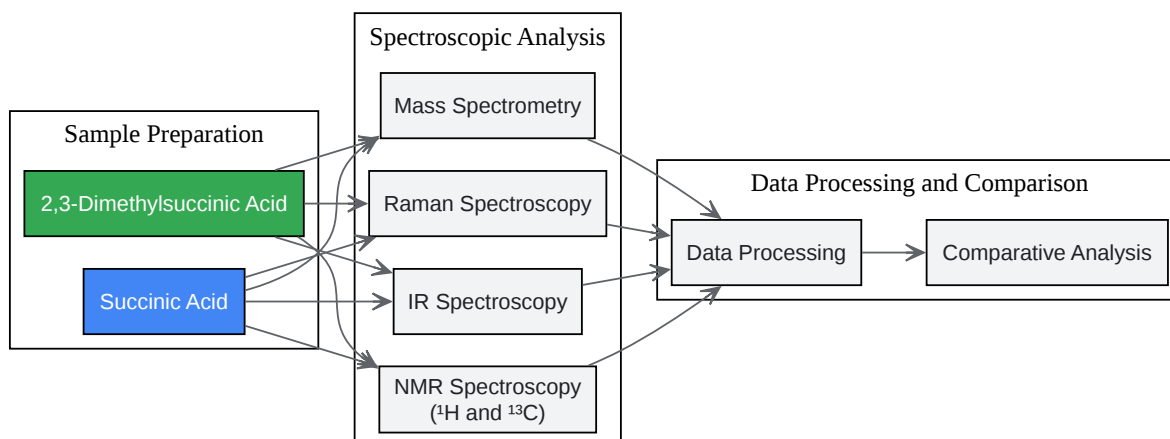 Sample Preparation
2,3-Dimethylsuccinic Acid
Succinic Acid
Spectroscopic Analysis
Mass Spectrometry
Raman Spectroscopy
IR Spectroscopy
NMR Spectroscopy
(¹H and ¹³C)
Data Processing and Comparison
Data Processing
Comparative Analysis